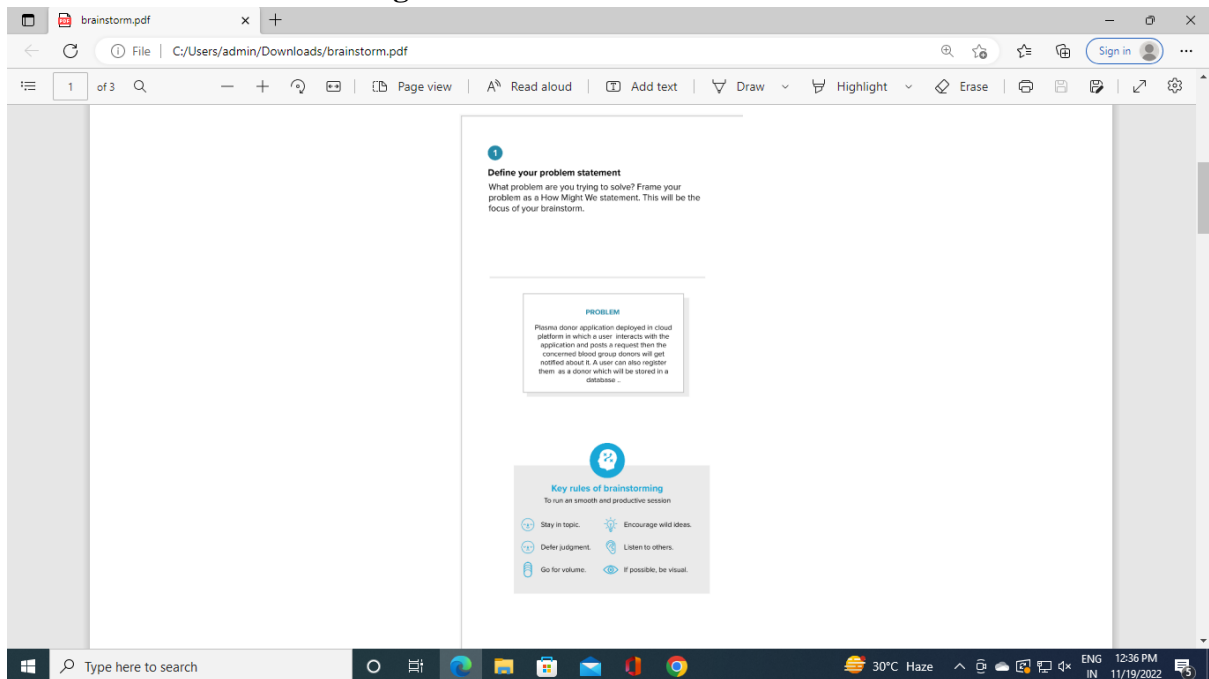 brainstorm.pdf
File | C:/Users/admin/Downloads/brainstorm.pdf
Sign in
1 of 3
Page view
Read aloud
Add text
Draw
Highlight
Erase
1
Define your problem statement
What problem are you trying to solve? Frame your
problem as a How Might We statement. This will be the
focus of your brainstorm.
PROBLEM
Plasma donor application deployed in cloud
platform in which a user interacts with the
application and posts a request then the
concerned blood group donors will get
notified about it. A user can also register
them as a donor which will be stored in a
database ..
Key rules of brainstorming
To run an smooth and productive session
Stay in topic.
Encourage wild ideas.
Defer judgment.
Listen to others.
Go for volume.
If possible, be visual.
Type here to search
30°C Haze
ENG
IN
12:36 PM
11/19/2022
5